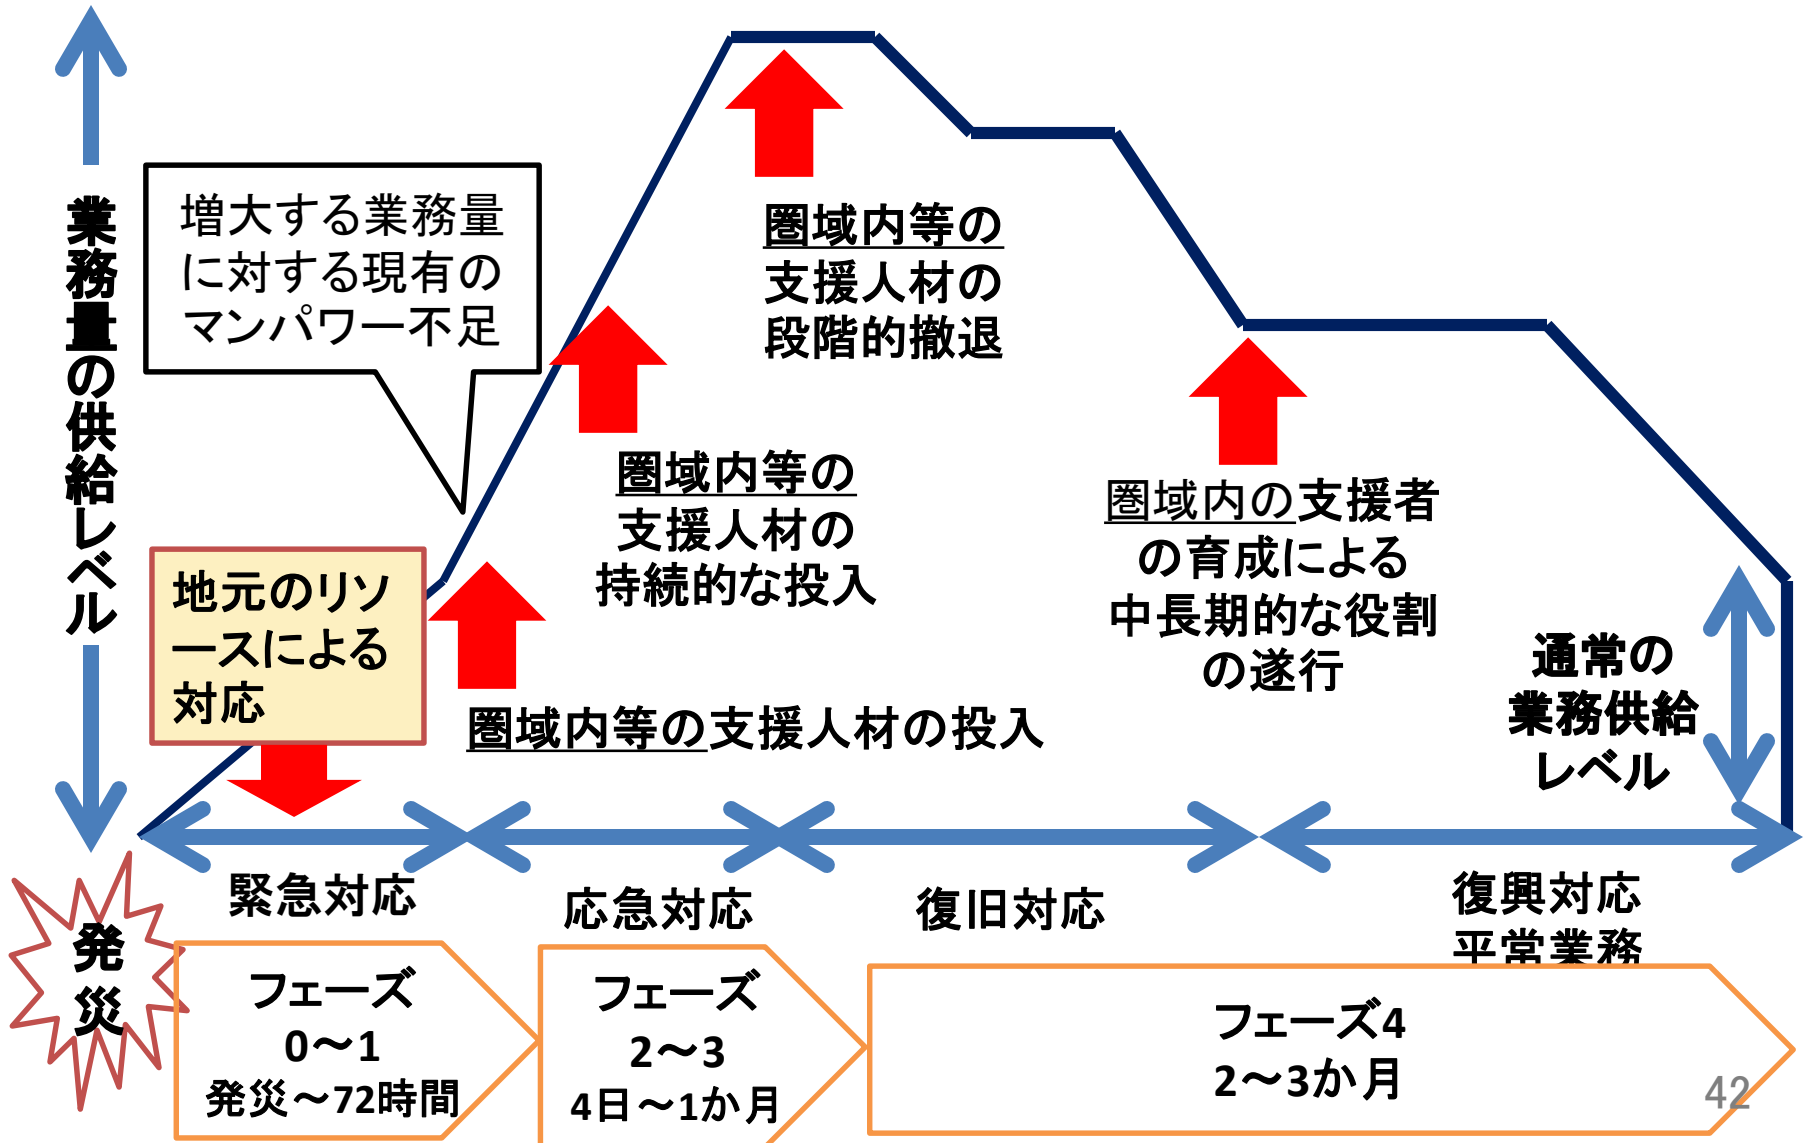 業務量の供給レベル
増大する業務量
に対する現有の
マンパワー不足
圏域内等の
支援人材の
段階的撤退
圏域内等の
支援人材の
持続的な投入
圏域内の支援者
の育成による
中長期的な役割
の遂行
地元のリソ
ースによる
対応
圏域内等の支援人材の投入
通常の
業務供給
レベル
緊急対応
応急対応
復旧対応
復興対応
平常業務
発
災
フェーズ
0～1
発災～72時間
フェーズ
2～3
4日～1か月
フェーズ4
2～3か月
42